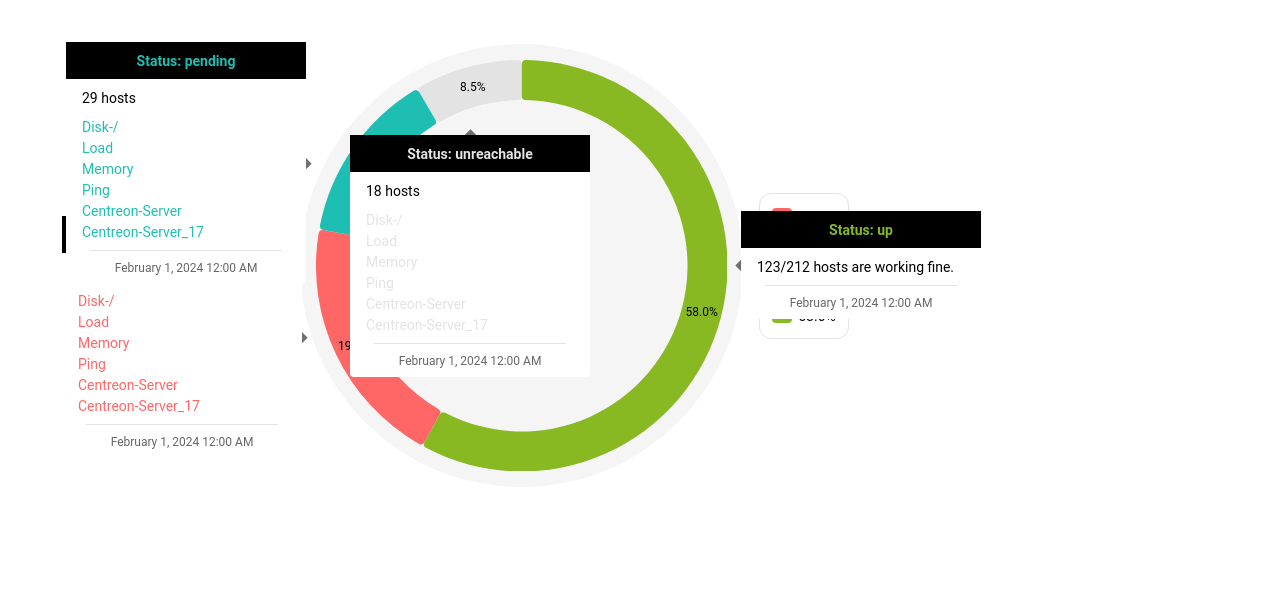 Status: pending
29 hosts
Disk-/
Load
Memory
Ping
Centreon-Server
Centreon-Server_17
February 1, 2024 12:00 AM
Disk-/
Load
Memory
Ping
Centreon-Server
Centreon-Server_17
February 1, 2024 12:00 AM
8.5%
Status: unreachable
18 hosts
Disk-/
Load
Memory
Ping
Centreon-Server
Centreon-Server_17
February 1, 2024 12:00 AM
19
58.0%
Status: up
123/212 hosts are working fine.
February 1, 2024 12:00 AM